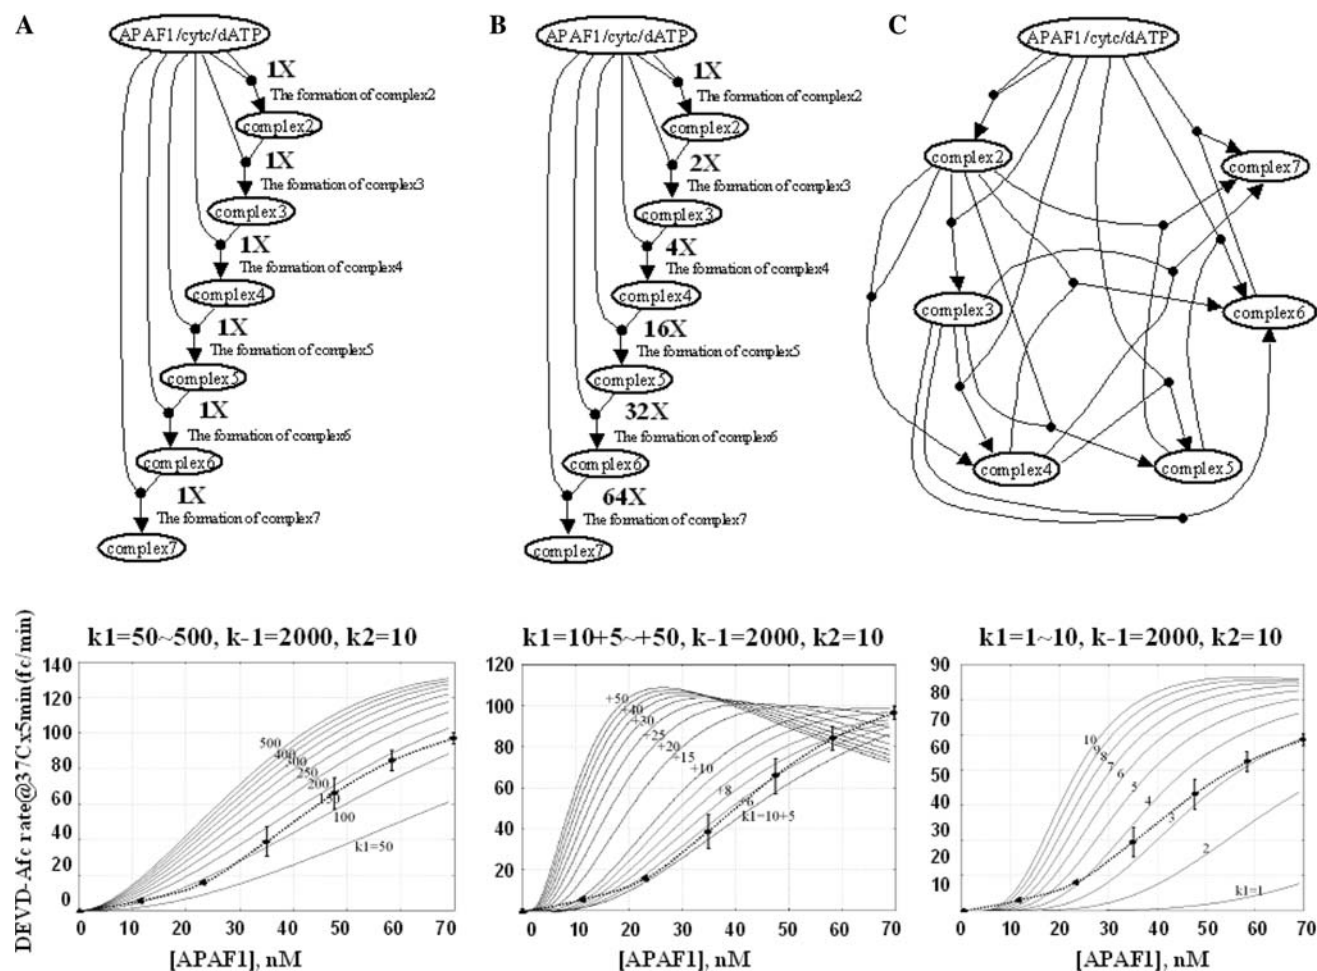 A
APAF1/cytc/dATP
1X
The formation of complex2
complex2
1X
The formation of complex3
complex3
1X
The formation of complex4
complex4
1X
The formation of complex5
complex5
1X
The formation of complex6
complex6
1X
The formation of complex7
complex7
B
APAF1/cytc/dATP
1X
The formation of complex2
complex2
2X
The formation of complex3
complex3
4X
The formation of complex4
complex4
16X
The formation of complex5
complex5
32X
The formation of complex6
complex6
64X
The formation of complex7
complex7
C
APAF1/cytc/dATP
complex2
complex7
complex3
complex6
complex4
complex5
DEVD-Afc rate@37Cx5min(fc/min)
k1=50~500, k-1=2000, k2=10
140
120
100
80
60
40
20
0
500
400
300
250
200
150
100
k1=50
0 10 20 30 40 50 60 70
[APAF1], nM
k1=10+5~+50, k-1=2000, k2=10
120
100
80
60
40
20
+50
+40
+30
+25
+20
+15
+10
+8
+6
k1=10+5
0 10 20 30 40 50 60 70
[APAF1], nM
k1=1~10, k-1=2000, k2=10
90
80
70
60
50
40
30
20
10
10
9
8
7
6
5
4
3
2
k1=1
0 10 20 30 40 50 60 70
[APAF1], nM